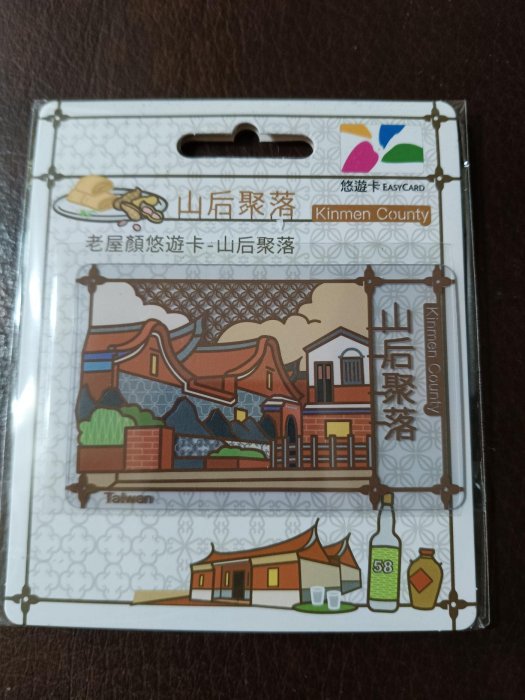 悠遊卡 EASYCARD
山后聚落 Kinmen County
老屋顏悠遊卡-山后聚落
山后聚落
Kinmen County
Taiwan
58